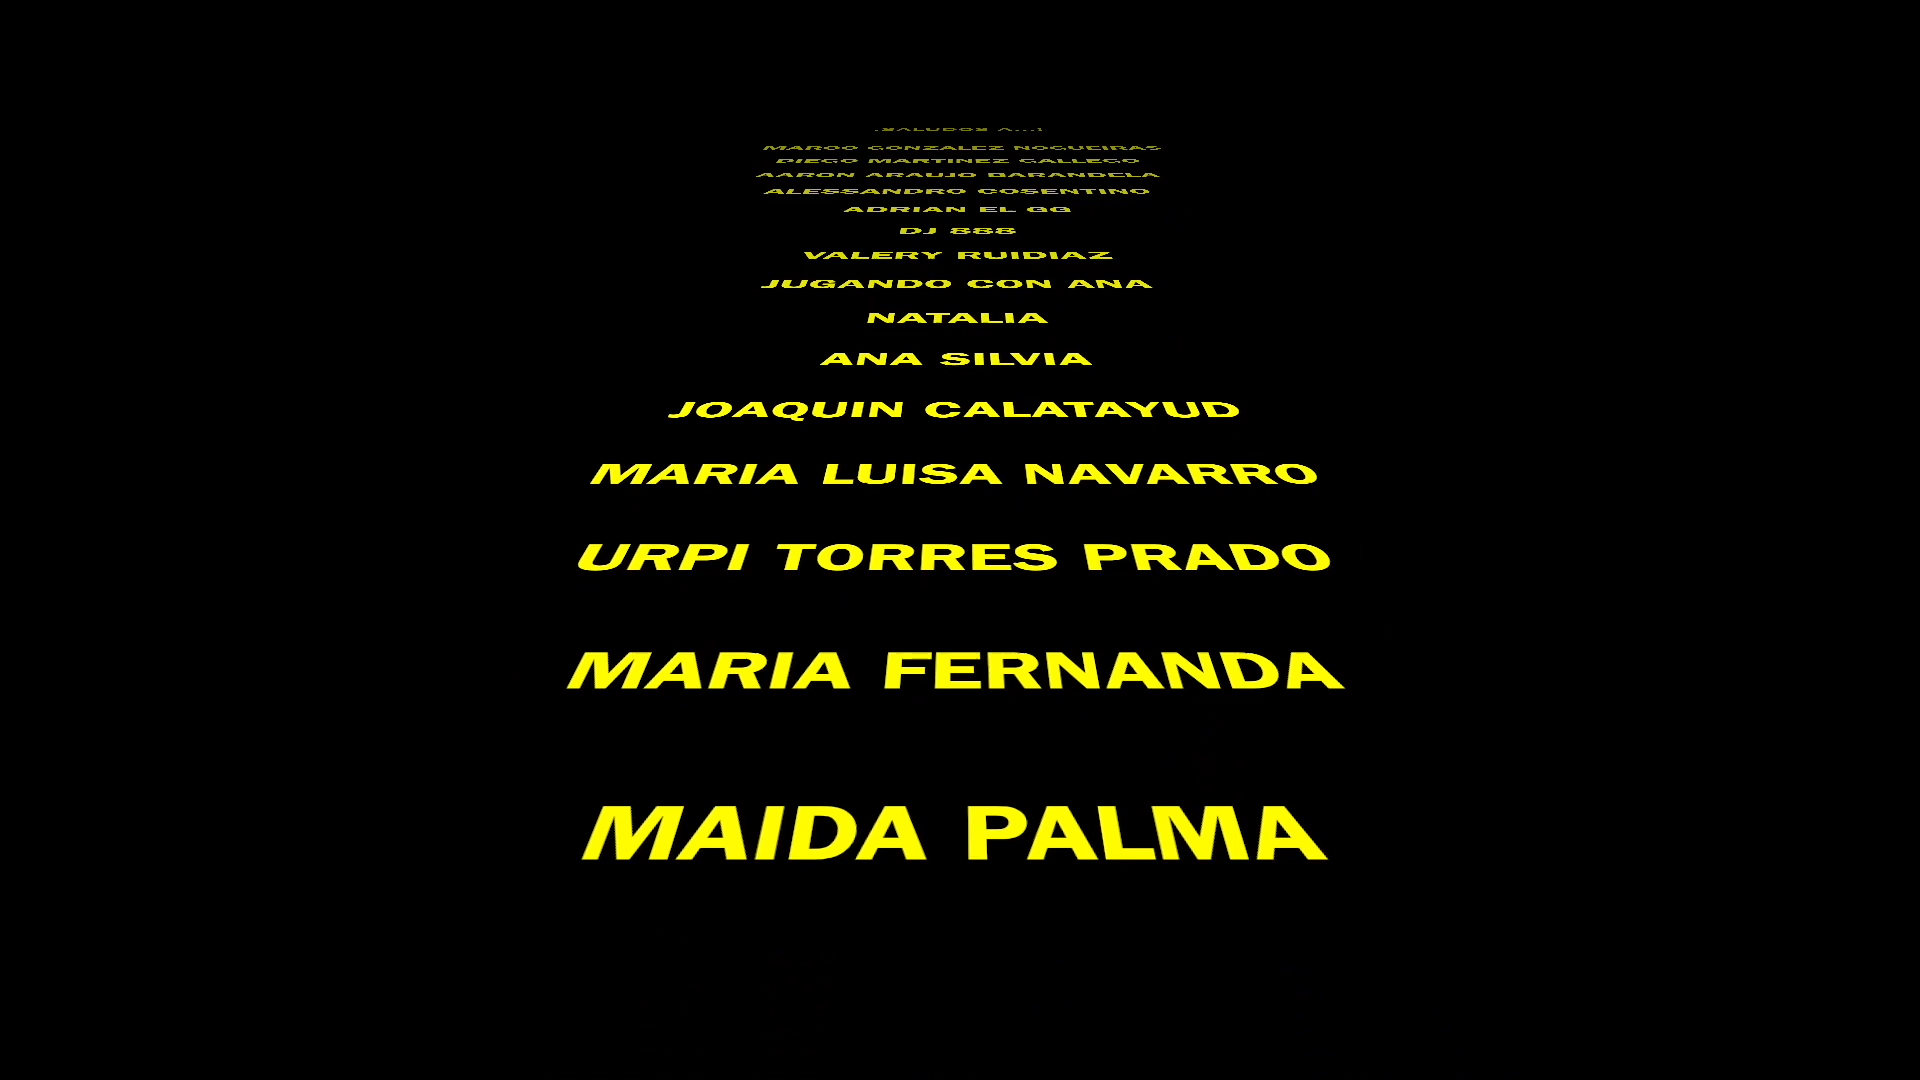 ¡SALUDOS A...!
MARCO GONZALEZ NOGUEIRAS
DIEGO MARTINEZ GALLEGO
AARON ARAUJO BARANDELA
ALESSANDRO COSENTINO
ADRIAN EL GG
DJ 888
VALERY RUIDIAZ
JUGANDO CON ANA
NATALIA
ANA SILVIA
JOAQUIN CALATAYUD
MARIA LUISA NAVARRO
URPI TORRES PRADO
MARIA FERNANDA
MAIDA PALMA